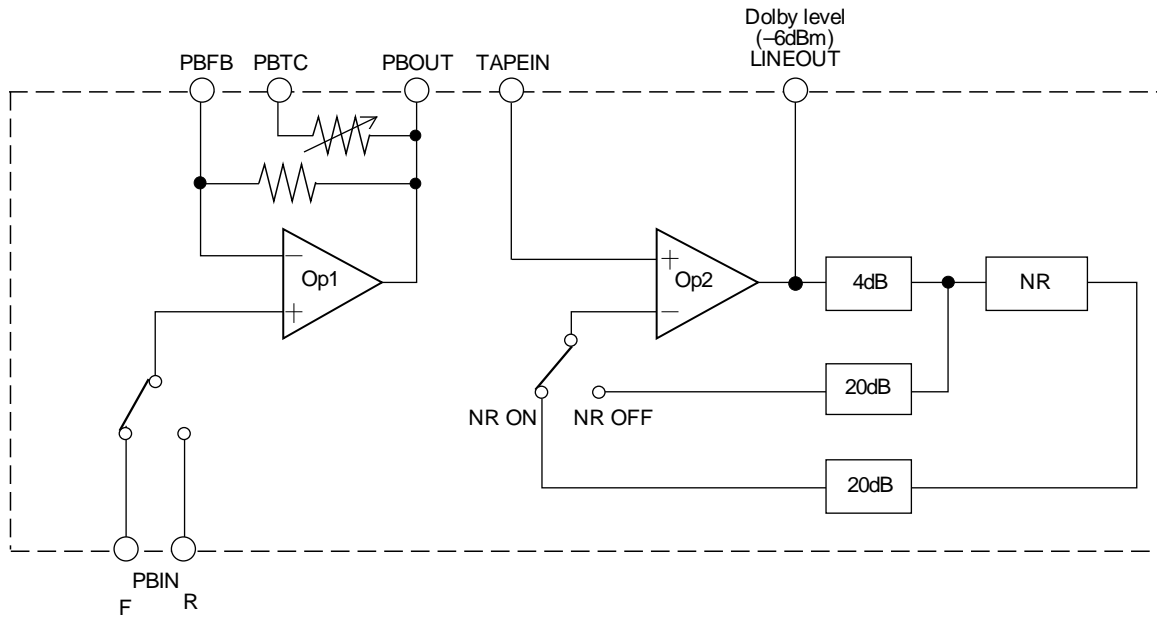 Dolby level
(–6dBm)
PBFB PBTC PBOUT TAPEIN LINEOUT
Op1
Op2
4dB
NR
20dB
NR ON NR OFF
20dB
PBIN
F R